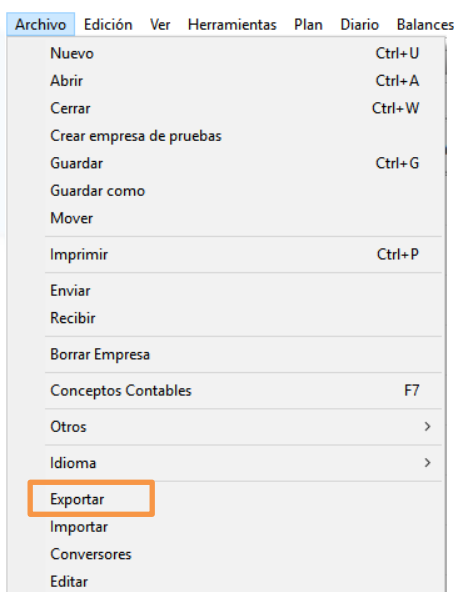 Archivo Edición Ver Herramientas Plan Diario Balances
Nuevo Ctrl+U
Abrir Ctrl+A
Cerrar Ctrl+W
Crear empresa de pruebas
Guardar Ctrl+G
Guardar como
Mover
Imprimir Ctrl+P
Enviar
Recibir
Borrar Empresa
Conceptos Contables F7
Otros >
Idioma >
Exportar
Importar
Conversores
Editar